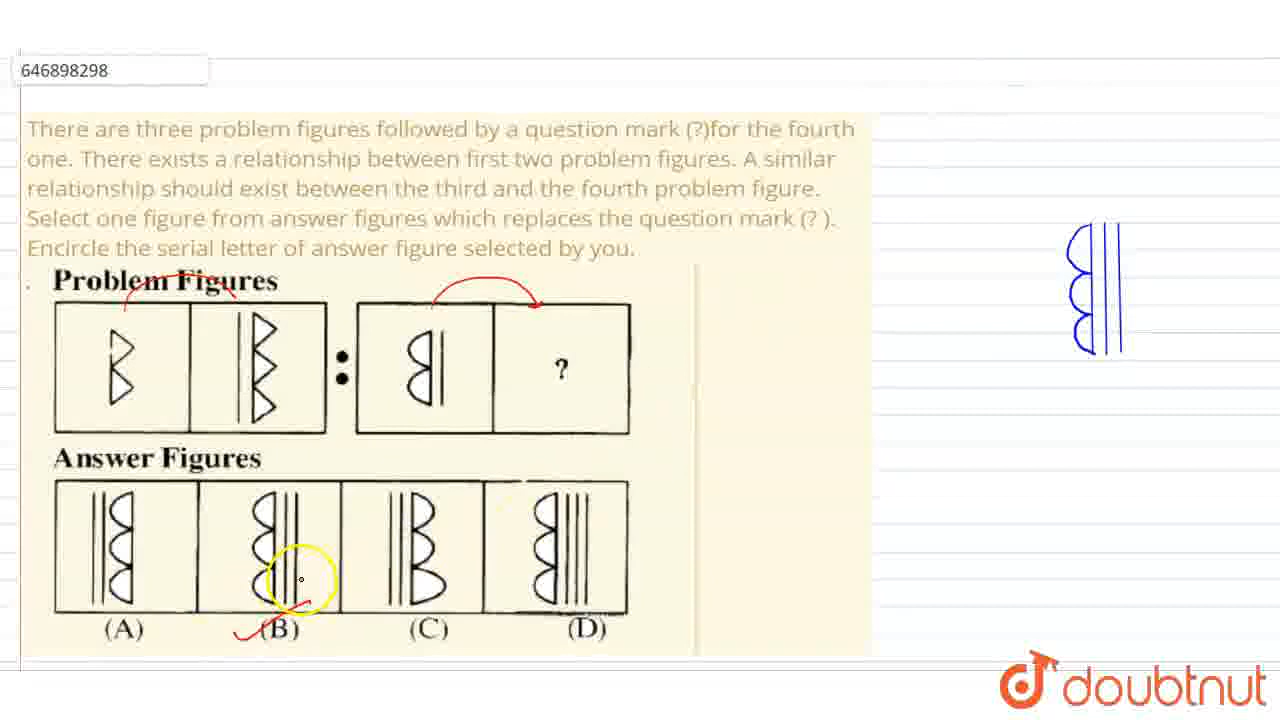 646898298
There are three problem figures followed by a question mark (?)for the fourth
one. There exists a relationship between first two problem figures. A similar
relationship should exist between the third and the fourth problem figure.
Select one figure from answer figures which replaces the question mark (? ).
Encircle the serial letter of answer figure selected by you.
. Problem Figures
?
Answer Figures
(A) (B) (C) (D)
doubtnut